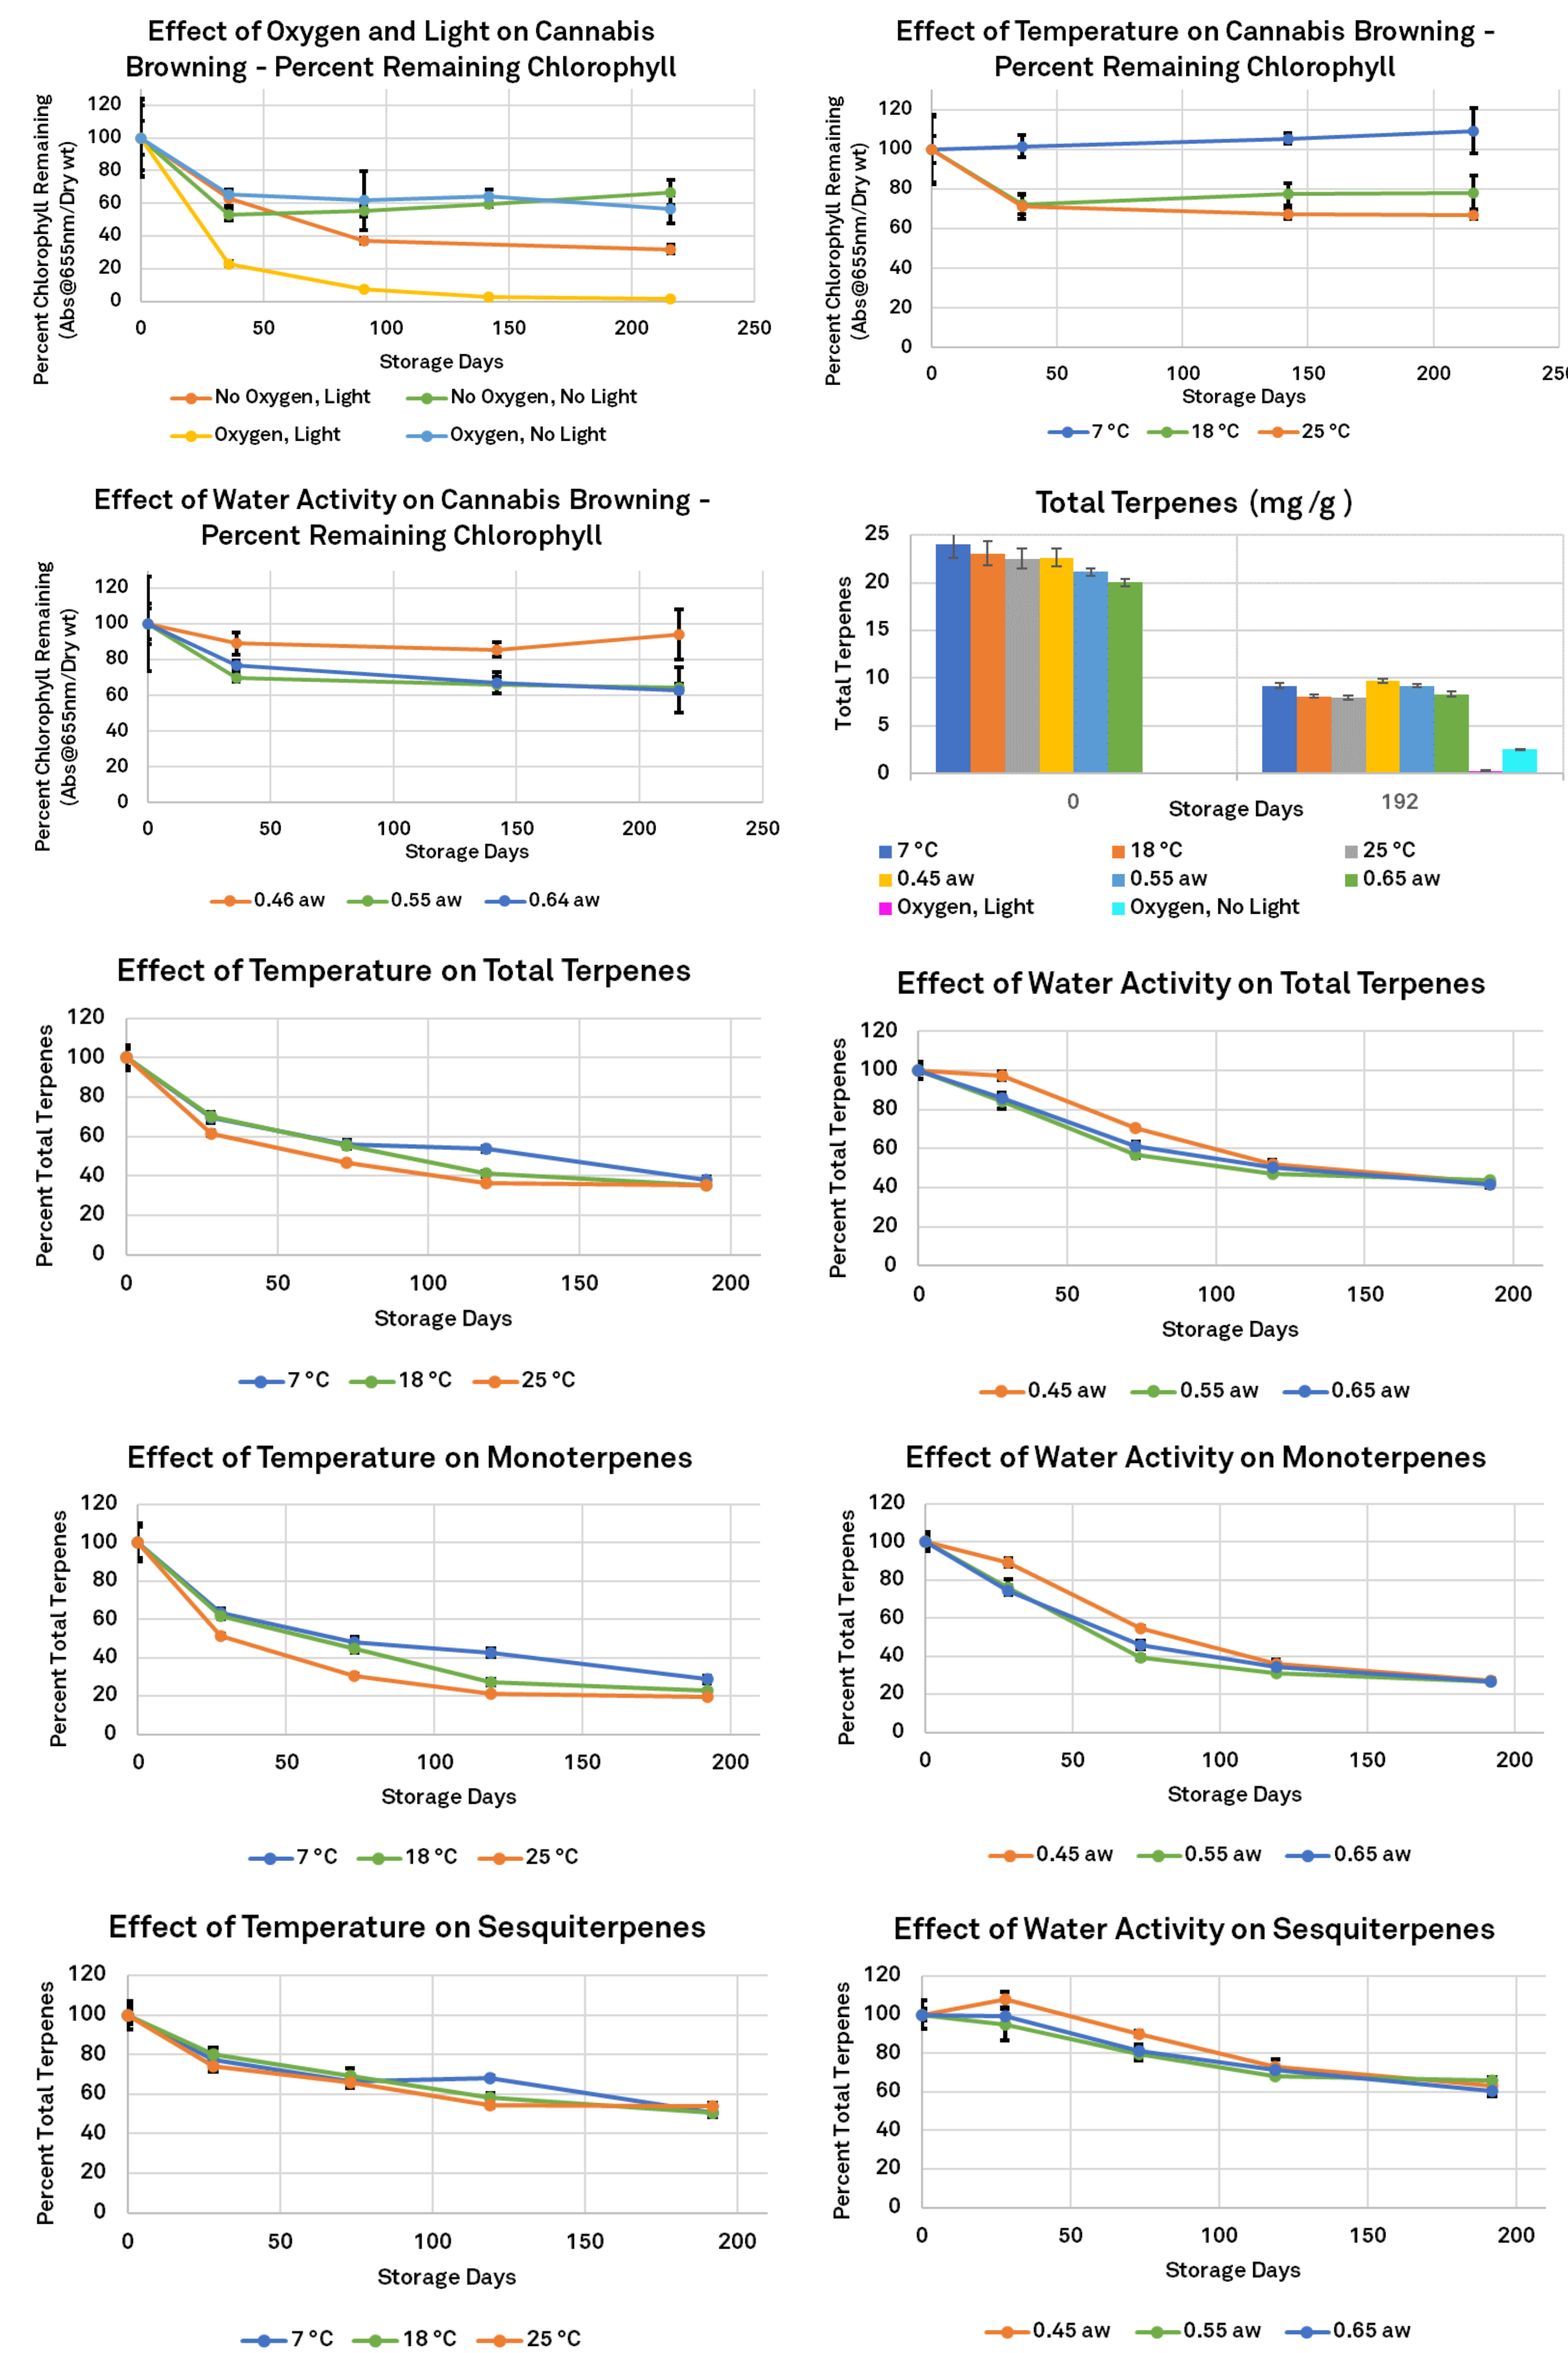 Effect of Oxygen and Light on Cannabis
Browning - Percent Remaining Chlorophyll
Percent Chlorophyll Remaining
(Abs@655nm/Dry wt)
120
100
80
60
40
20
0
0 50 100 150 200 250
Storage Days
No Oxygen, Light No Oxygen, No Light
Oxygen, Light Oxygen, No Light
Effect of Temperature on Cannabis Browning -
Percent Remaining Chlorophyll
Percent Chlorophyll Remaining
(Abs@655nm/Dry wt)
120
100
80
60
40
20
0
0 50 100 150 200 250
Storage Days
7 °C 18 °C 25 °C
Effect of Water Activity on Cannabis Browning -
Percent Remaining Chlorophyll
Percent Chlorophyll Remaining
(Abs@655nm/Dry wt)
120
100
80
60
40
20
0
0 50 100 150 200 250
Storage Days
0.46 aw 0.55 aw 0.64 aw
Total Terpenes (mg/g )
Total Terpenes
25
20
15
10
5
0
0 192
Storage Days
7 °C 18 °C 25 °C
0.45 aw 0.55 aw 0.65 aw
Oxygen, Light Oxygen, No Light
Effect of Temperature on Total Terpenes
Percent Total Terpenes
120
100
80
60
40
20
0
0 50 100 150 200
Storage Days
7 °C 18 °C 25 °C
Effect of Water Activity on Total Terpenes
Percent Total Terpenes
120
100
80
60
40
20
0
0 50 100 150 200
Storage Days
0.45 aw 0.55 aw 0.65 aw
Effect of Temperature on Monoterpenes
Percent Total Terpenes
120
100
80
60
40
20
0
0 50 100 150 200
Storage Days
7 °C 18 °C 25 °C
Effect of Water Activity on Monoterpenes
Percent Total Terpenes
120
100
80
60
40
20
0
0 50 100 150 200
Storage Days
0.45 aw 0.55 aw 0.65 aw
Effect of Temperature on Sesquiterpenes
Percent Total Terpenes
120
100
80
60
40
20
0
0 50 100 150 200
Storage Days
7 °C 18 °C 25 °C
Effect of Water Activity on Sesquiterpenes
Percent Total Terpenes
120
100
80
60
40
20
0
0 50 100 150 200
Storage Days
0.45 aw 0.55 aw 0.65 aw